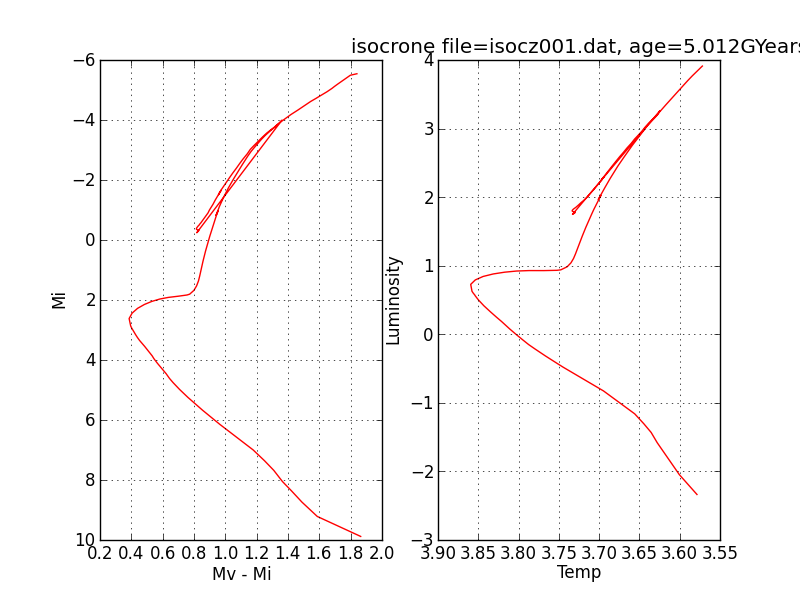 isocrone file=isocz001.dat, age=5.012GYears
−6
−4
−2
0
2
4
6
8
10
Mi
0.2 0.4 0.6 0.8 1.0 1.2 1.4 1.6 1.8 2.0
Mv - Mi
4
3
2
1
0
−1
−2
−3
Luminosity
3.90 3.85 3.80 3.75 3.70 3.65 3.60 3.55
Temp